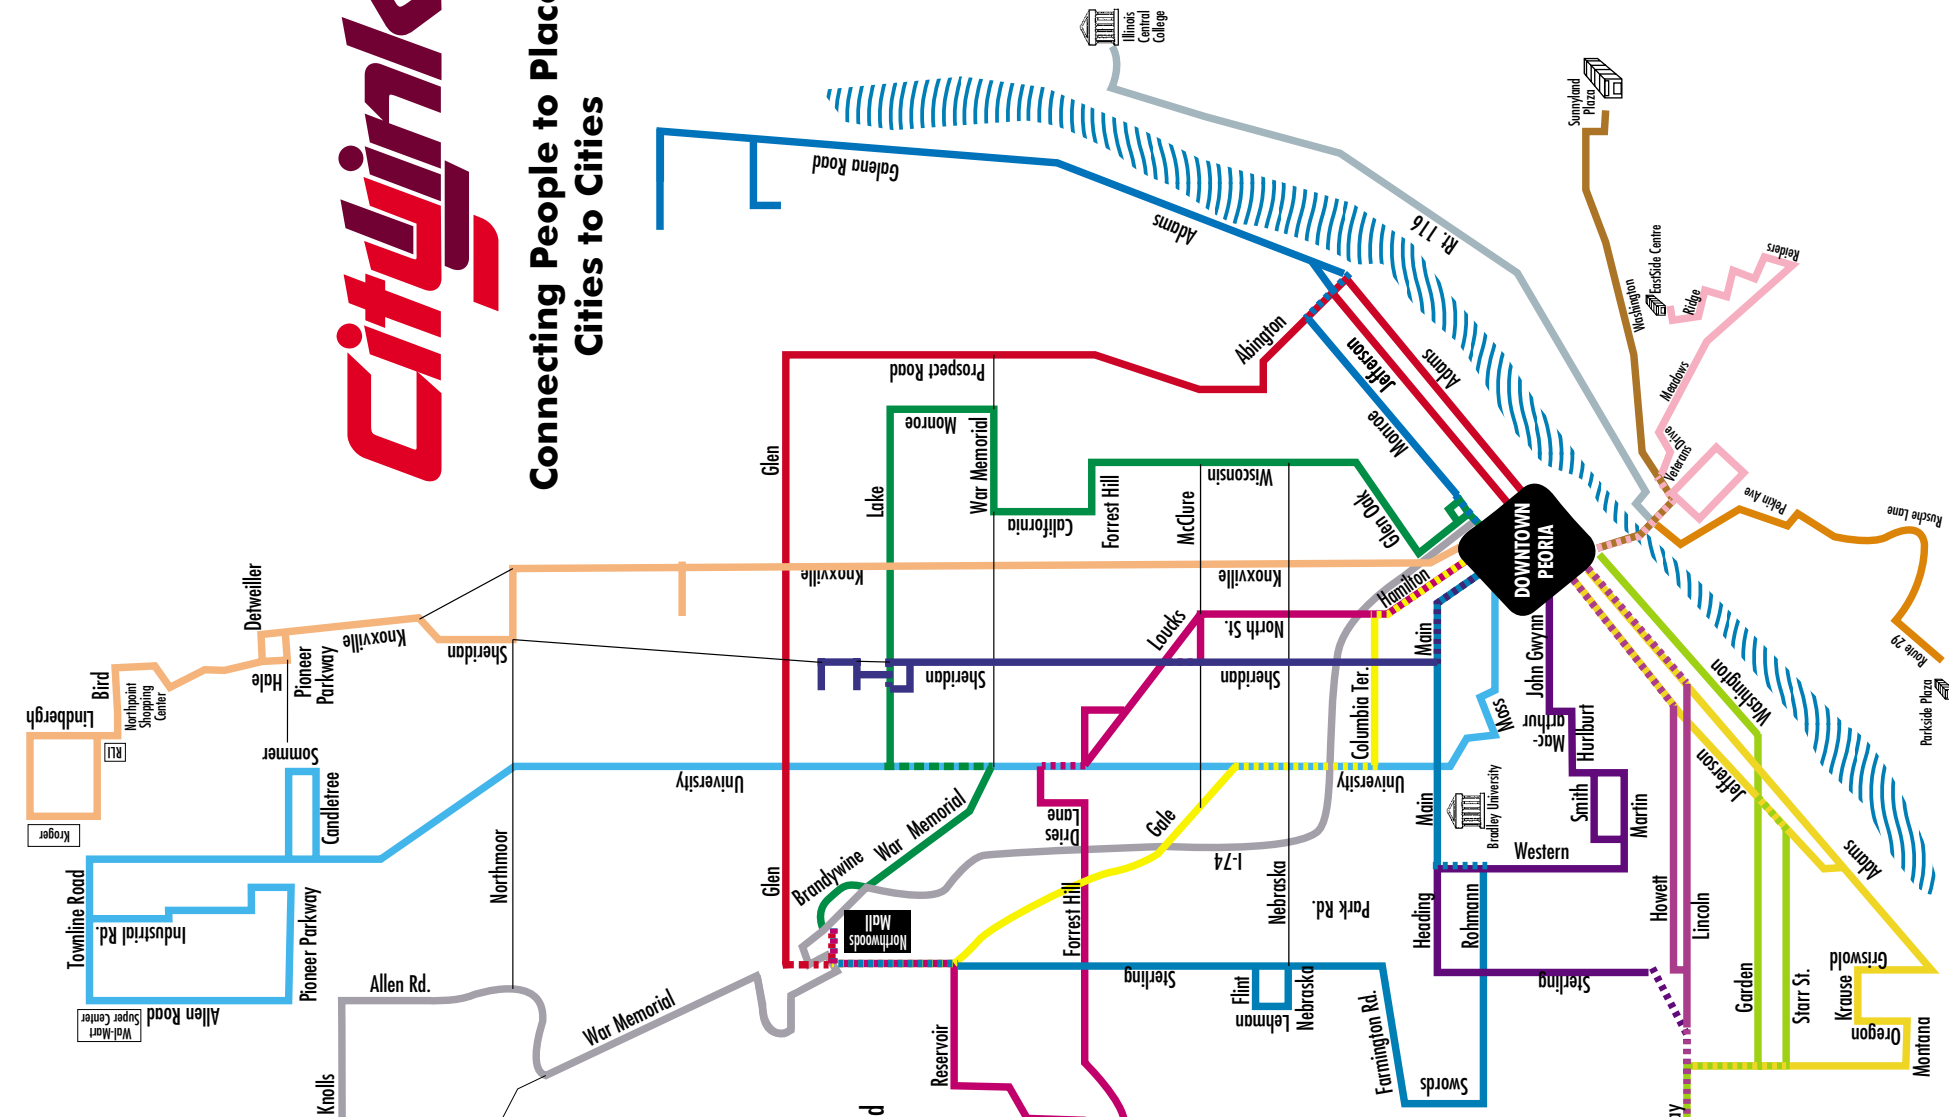 Citylink
Connecting People to Plac
Cities to Cities
Illinois
Central
College
Sunnyland
Plaza
Galena Road
Adams
Rt. 116
Washington
EastSide Centre
Ridge
Reiders
Meadows
Veterans
Drive
Pekin Ave
Rusche Lane
Route 29
Parkside Plaza
Abington
Jefferson
Adams
Monroe
Prospect Road
Monroe
Glen
Lake
War Memorial
California
Forrest Hill
McClure
Wisconsin
Glen Oak
DOWNTOWN
PEORIA
Knoxville
Knoxville
Hamilton
Detweiller
Knoxville
Sheridan
Hale
Pioneer
Parkway
Bird
Northpoint
Shopping
Center
Lindbergh
RLI
Kroger
Sommer
Candletree
Loucks
North St.
Sheridan
Sheridan
Columbia Ter.
Main
Moss
John Gwynn
Mac-
arthur
Hurlburt
Washington
Jefferson
University
University
Main
Bradley University
Smith
Martin
Western
Adams
Townline Road
Industrial Rd.
Pioneer Parkway
Wal-Mart
Super Center
Allen Road
Northmoor
Glen
Brandywine
War Memorial
Northwoods
Mall
Dries
Lane
Gale
I-74
Forrest Hill
Nebraska
Park Rd.
Heading
Rohmann
Howett
Lincoln
Sterling
Sterling
Garden
Starr St.
Griswold
Krause
Oregon
Montana
Allen Rd.
War Memorial
Knolls
Reservoir
Flint
Lehman
Nebraska
Farmington Rd.
Swords
d
ay